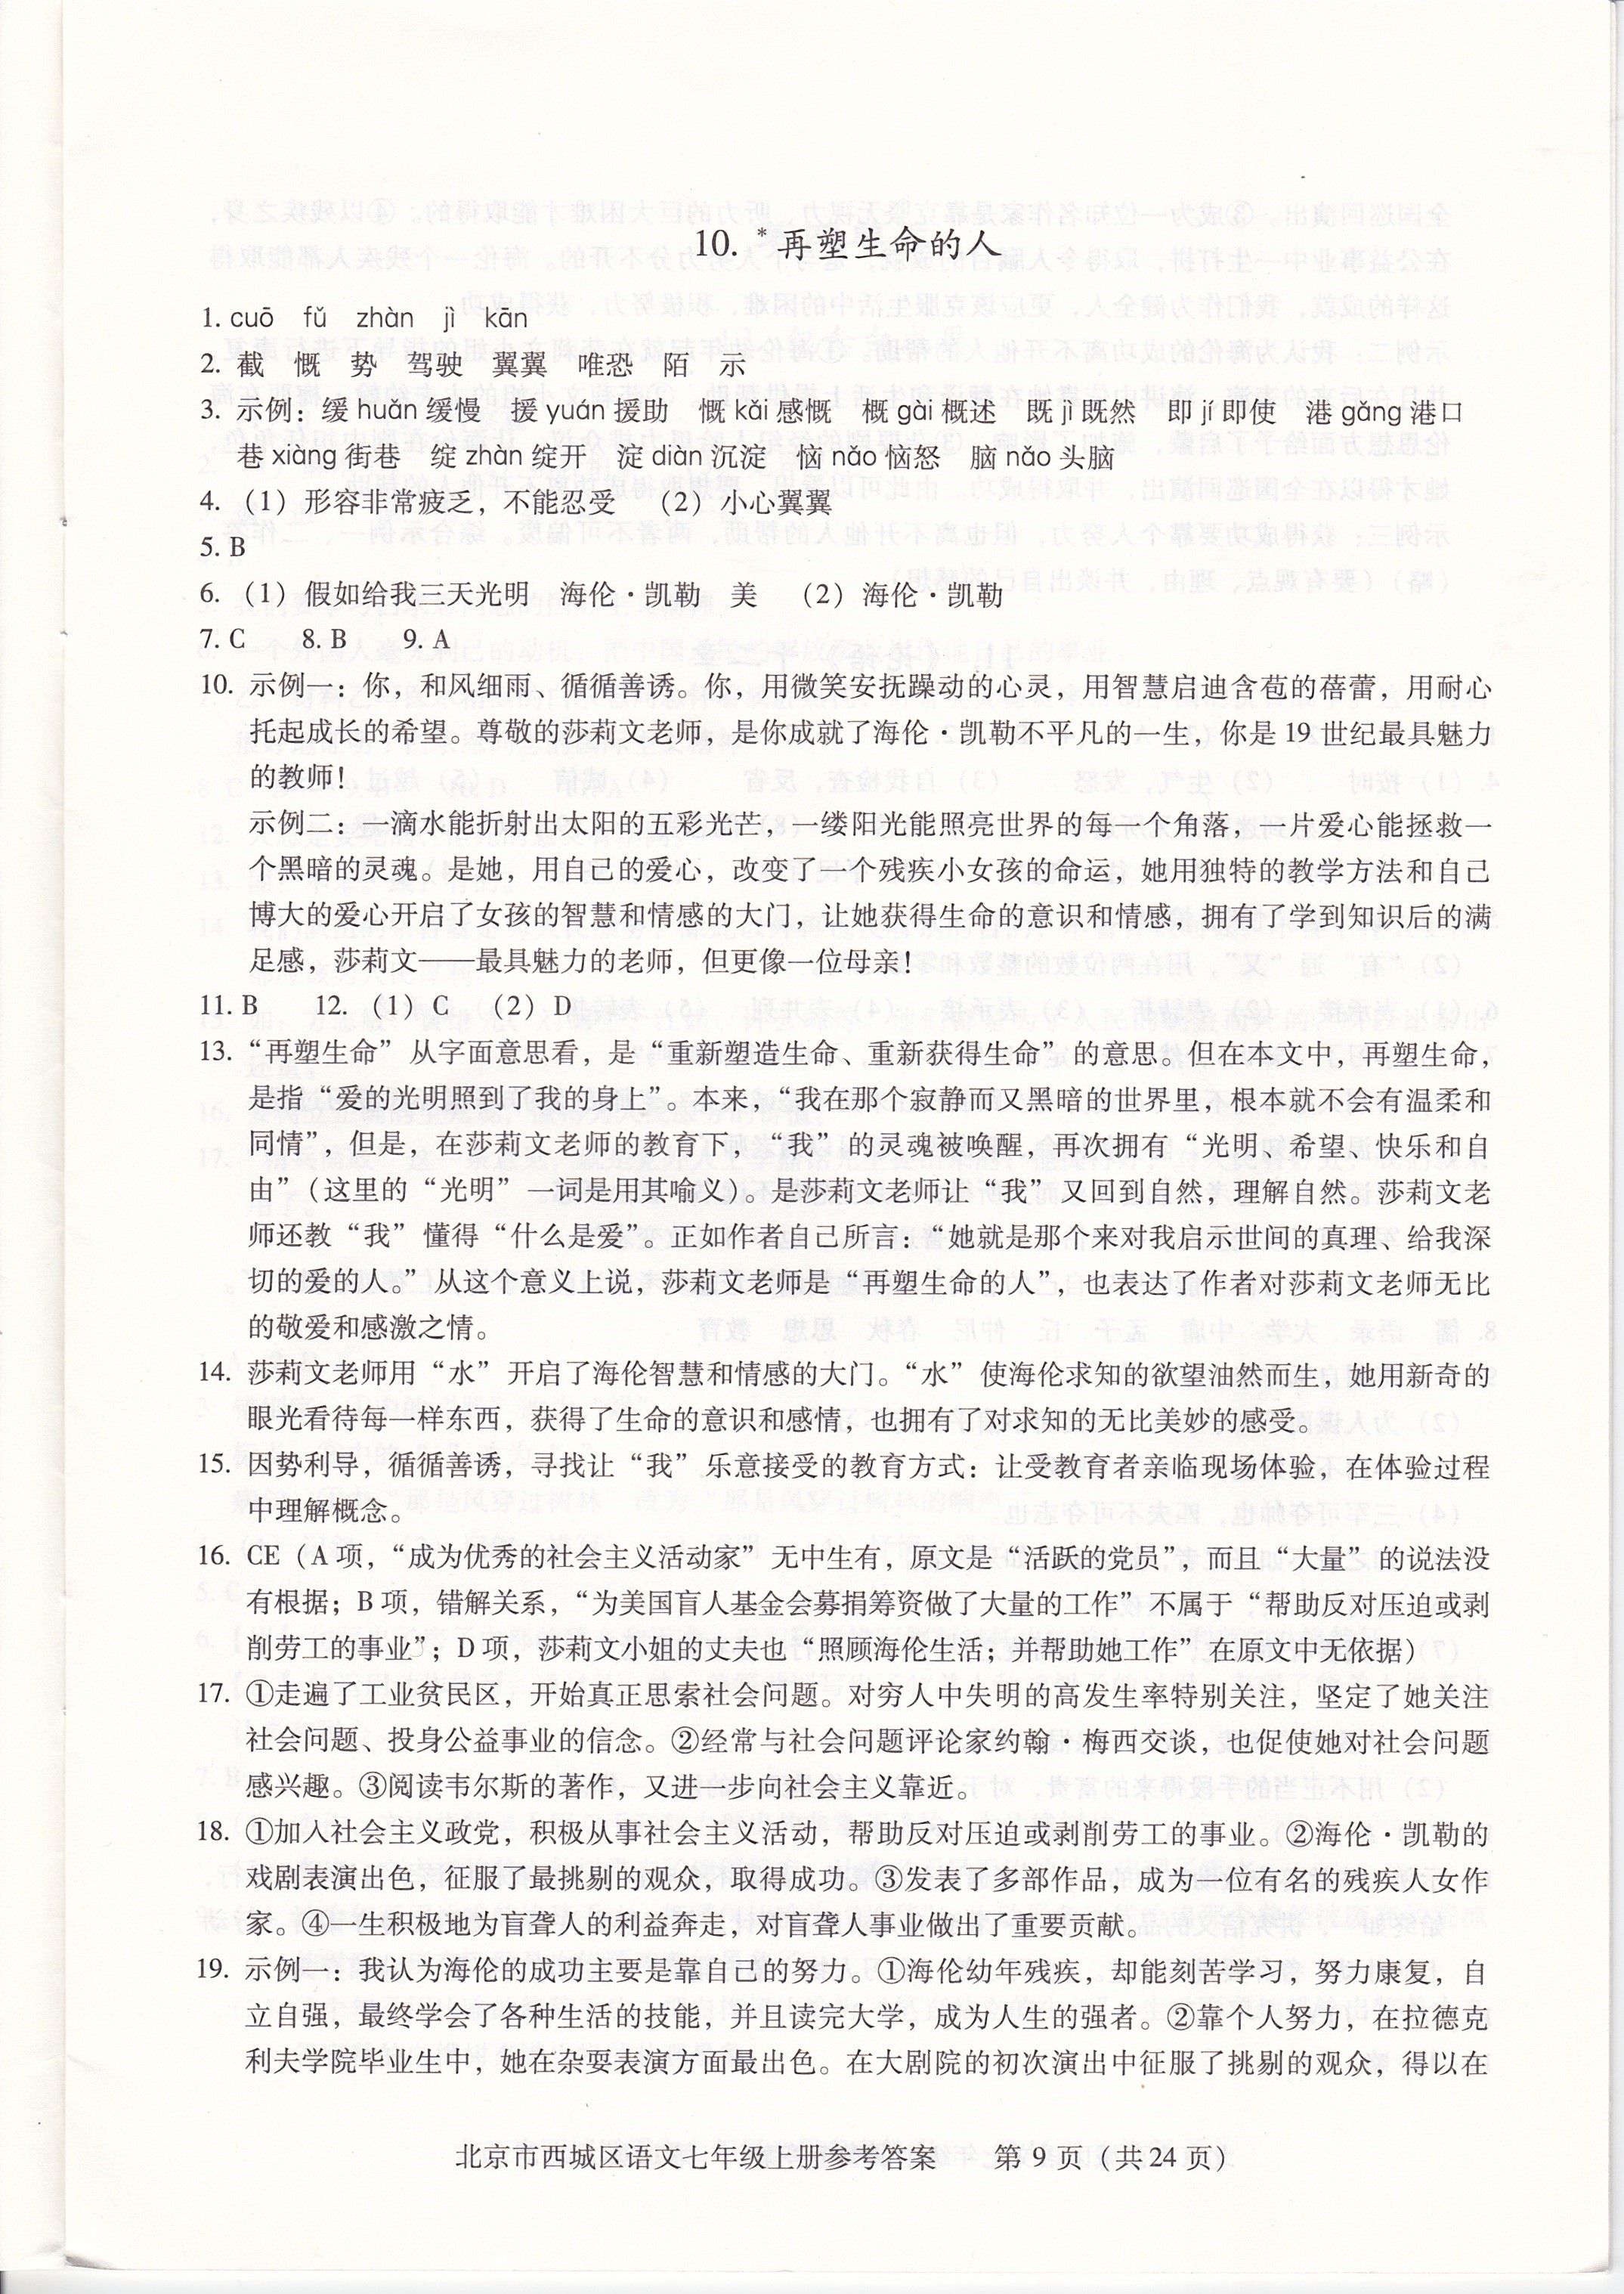 10. *再塑生命的人
1. cuō fǔ zhàn jì kān
2. 截 慨 势 驾驶 翼翼 唯恐 陌 示
3. 示例：缓 huǎn 缓慢 援 yuán 援助 慨 kǎi 感慨 概 gài 概述 既 jì 既然 即 jí 即使 港 gǎng 港口
巷 xiàng 街巷 绽 zhàn 绽开 淀 diàn 沉淀 恼 nǎo 恼怒 脑 nǎo 头脑
4.（1）形容非常疲乏，不能忍受 （2）小心翼翼
5. B
6.（1）假如给我三天光明 海伦·凯勒 美 （2）海伦·凯勒
7. C 8. B 9. A
10. 示例一：你，和风细雨、循循善诱。你，用微笑安抚躁动的心灵，用智慧启迪含苞的蓓蕾，用耐心
托起成长的希望。尊敬的莎莉文老师，是你成就了海伦·凯勒不平凡的一生，你是19世纪最具魅力
的教师！
示例二：一滴水能折射出太阳的五彩光芒，一缕阳光能照亮世界的每一个角落，一片爱心能拯救一
个黑暗的灵魂。是她，用自己的爱心，改变了一个残疾小女孩的命运，她用独特的教学方法和自己
博大的爱心开启了女孩的智慧和情感的大门，让她获得生命的意识和情感，拥有了学到知识后的满
足感，莎莉文——最具魅力的老师，但更像一位母亲！
11. B 12.（1）C （2）D
13. “再塑生命”从字面意思看，是“重新塑造生命、重新获得生命”的意思。但在本文中，再塑生命，
是指“爱的光明照到了我的身上”。本来，“我在那个寂静而又黑暗的世界里，根本就不会有温柔和
同情”，但是，在莎莉文老师的教育下，“我”的灵魂被唤醒，再次拥有“光明、希望、快乐和自
由”（这里的“光明”一词是用其喻义）。是莎莉文老师让“我”又回到自然，理解自然。莎莉文老
师还教“我”懂得“什么是爱”。正如作者自己所言：“她就是那个来对我启示世间的真理、给我深
切的爱的人。”从这个意义上说，莎莉文老师是“再塑生命的人”，也表达了作者对莎莉文老师无比
的敬爱和感激之情。
14. 莎莉文老师用“水”开启了海伦智慧和情感的大门。“水”使海伦求知的欲望油然而生，她用新奇的
眼光看待每一样东西，获得了生命的意识和感情，也拥有了对求知的无比美妙的感受。
15. 因势利导，循循善诱，寻找让“我”乐意接受的教育方式：让受教育者亲临现场体验，在体验过程
中理解概念。
16. CE（A项，“成为优秀的社会主义活动家”无中生有，原文是“活跃的党员”，而且“大量”的说法没
有根据；B项，错解关系，“为美国盲人基金会募捐筹资做了大量的工作”不属于“帮助反对压迫或剥
削劳工的事业”；D项，莎莉文小姐的丈夫也“照顾海伦生活；并帮助她工作”在原文中无依据）
17. ①走遍了工业贫民区，开始真正思索社会问题。对穷人中失明的高发生率特别关注，坚定了她关注
社会问题、投身公益事业的信念。②经常与社会问题评论家约翰·梅西交谈，也促使她对社会问题
感兴趣。③阅读韦尔斯的著作，又进一步向社会主义靠近。
18. ①加入社会主义政党，积极从事社会主义活动，帮助反对压迫或剥削劳工的事业。②海伦·凯勒的
戏剧表演出色，征服了最挑剔的观众，取得成功。③发表了多部作品，成为一位有名的残疾人女作
家。④一生积极地为盲聋人的利益奔走，对盲聋人事业做出了重要贡献。
19. 示例一：我认为海伦的成功主要是靠自己的努力。①海伦幼年残疾，却能刻苦学习，努力康复，自
立自强，最终学会了各种生活的技能，并且读完大学，成为人生的强者。②靠个人努力，在拉德克
利夫学院毕业生中，她在杂耍表演方面最出色。在大剧院的初次演出中征服了挑剔的观众，得以在
北京市西城区语文七年级上册参考答案 第9页（共24页）